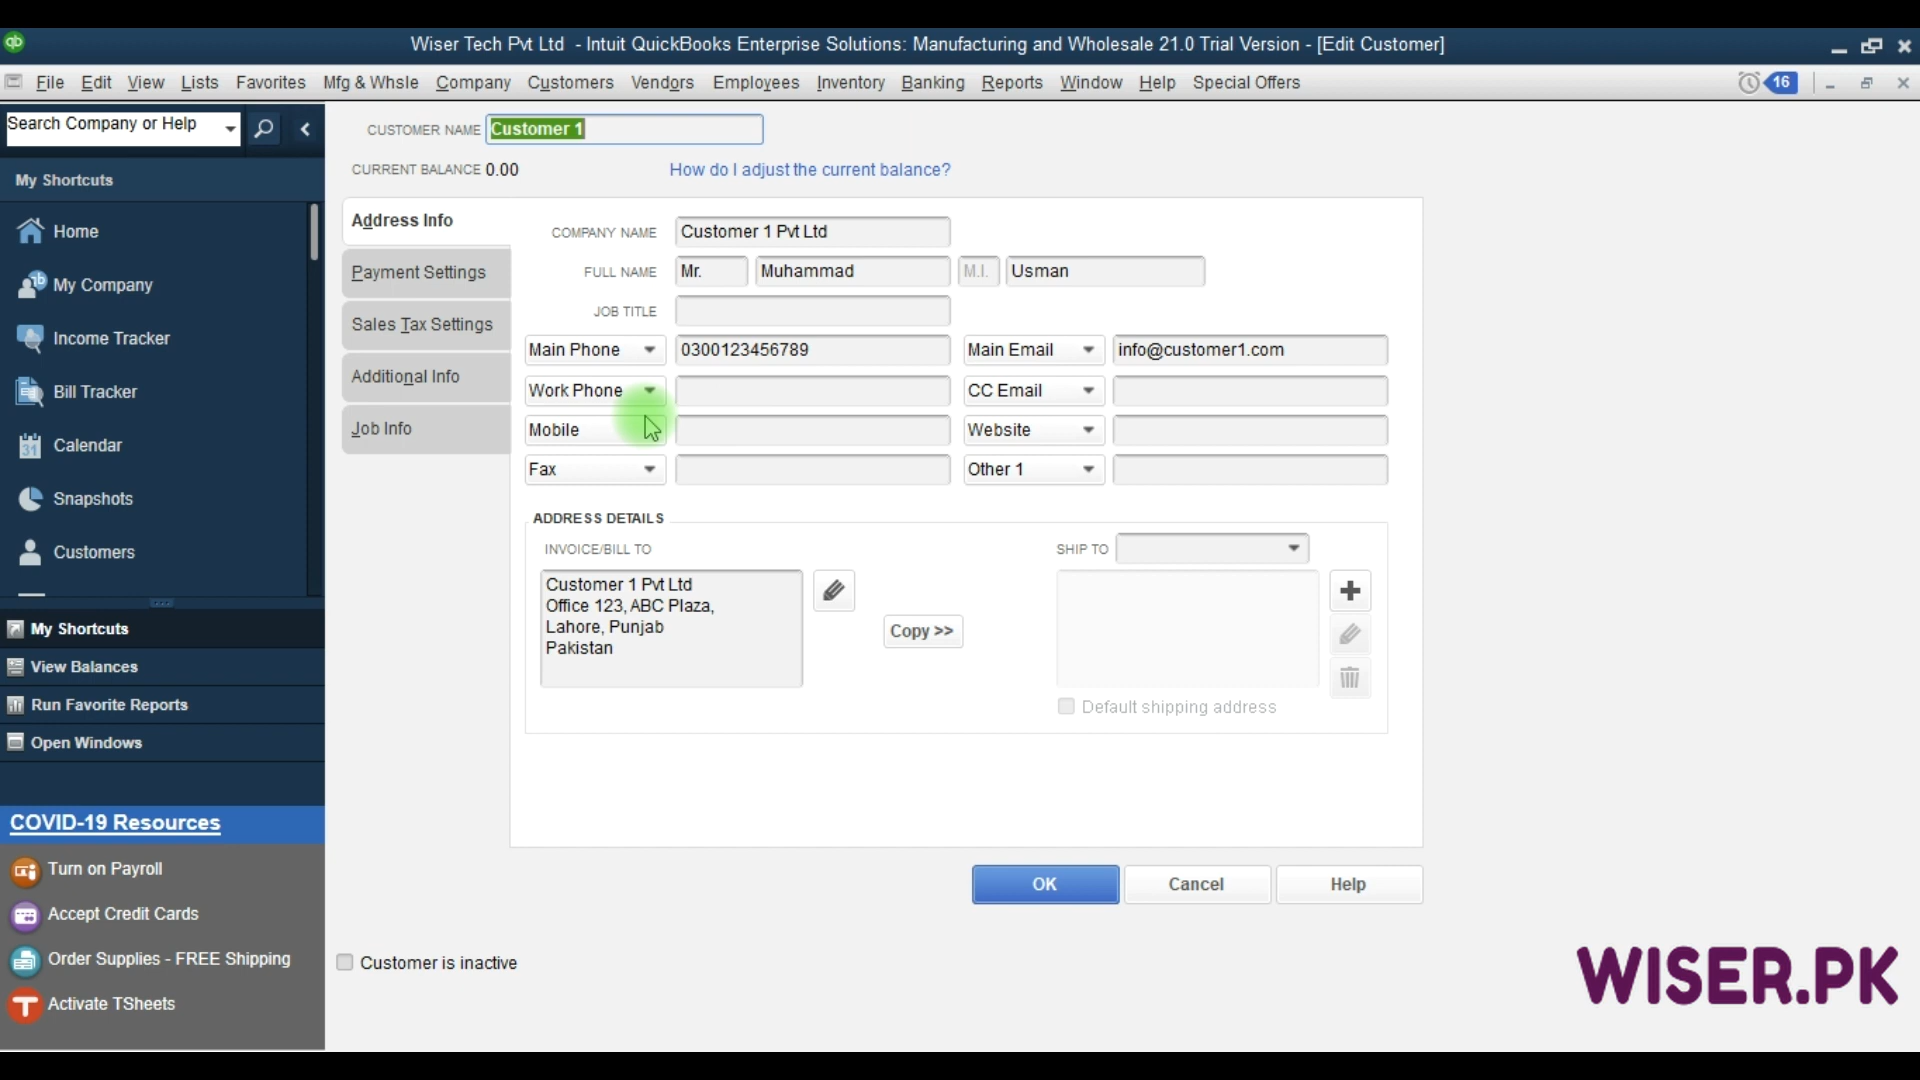 qb
Wiser Tech Pvt Ltd - Intuit QuickBooks Enterprise Solutions: Manufacturing and Wholesale 21.0 Trial Version - [Edit Customer]
File Edit View Lists Favorites Mfg & Whsle Company Customers Vendors Employees Inventory Banking Reports Window Help Special Offers 16
Search Company or Help
My Shortcuts
Home
My Company
Income Tracker
Bill Tracker
31 Calendar
Snapshots
Customers
My Shortcuts
View Balances
Run Favorite Reports
Open Windows
COVID-19 Resources
Turn on Payroll
Accept Credit Cards
Order Supplies - FREE Shipping
T Activate TSheets
CUSTOMER NAME Customer 1
CURRENT BALANCE 0.00 How do I adjust the current balance?
Address Info
Payment Settings
Sales Tax Settings
Additional Info
Job Info
COMPANY NAME Customer 1 Pvt Ltd
FULL NAME Mr. Muhammad M.I. Usman
JOB TITLE
Main Phone 0300123456789 Main Email info@customer1.com
Work Phone CC Email
Mobile Website
Fax Other 1
ADDRESS DETAILS
INVOICE/BILL TO SHIP TO
Customer 1 Pvt Ltd
Office 123, ABC Plaza,
Lahore, Punjab
Pakistan
Copy >>
Default shipping address
OK Cancel Help
Customer is inactive
WISER.PK